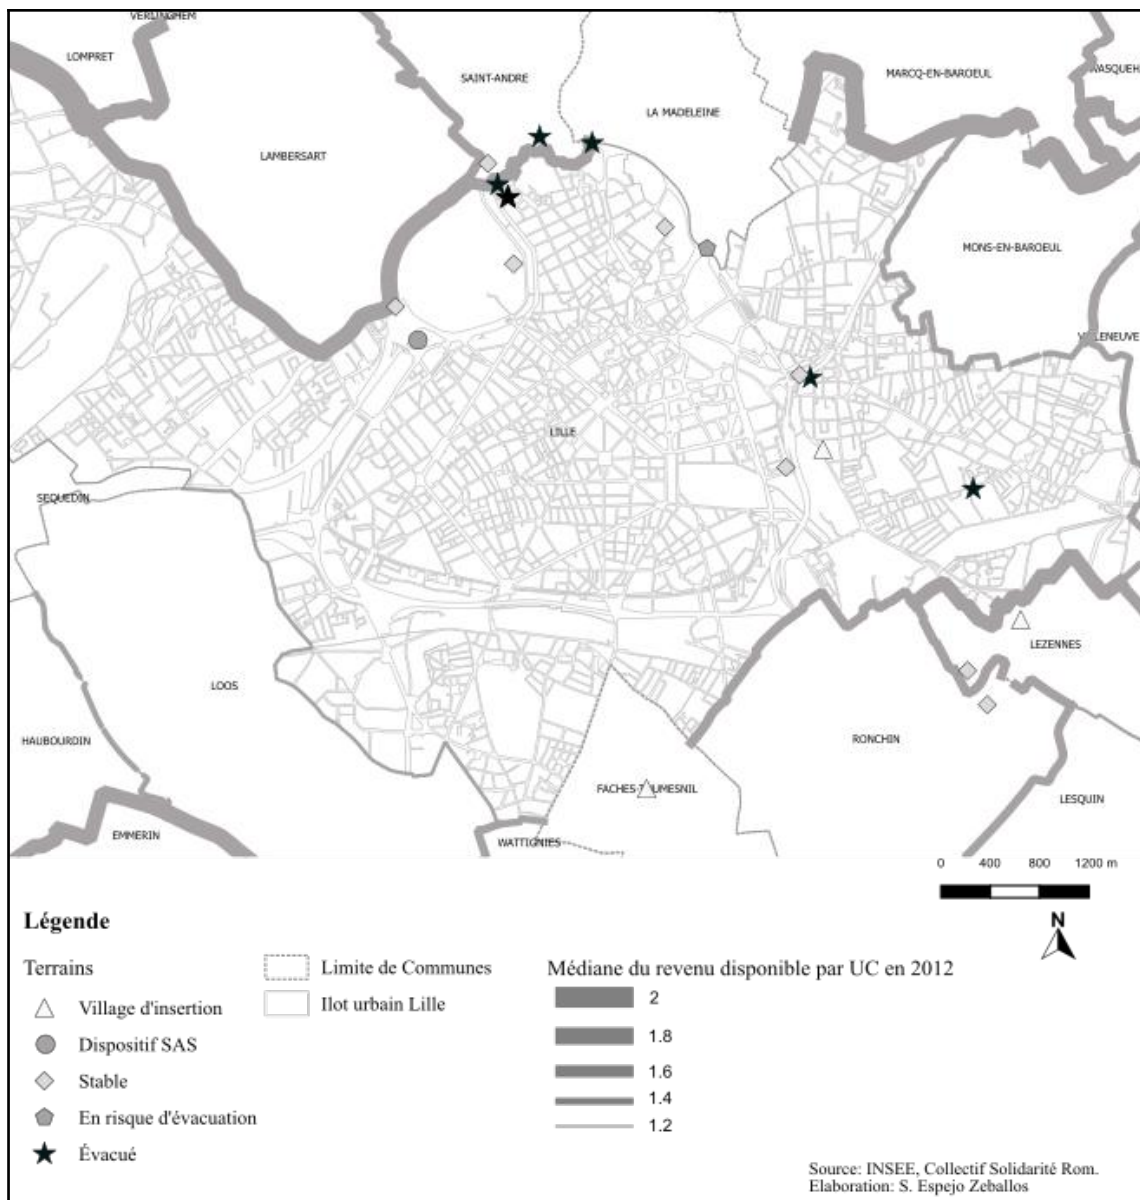 VERLINGHEM
LOMPRET
SAINT-ANDRE
MARCQ-EN-BAROEUL
WASQUEH
LA MADELEINE
LAMBERSART
MONS-EN-BAROEUL
VILLENEUVE
LILLE
SEQUEDIN
LEZENNES
LOOS
HAUBOURDIN
RONCHIN
FACHES-THUMESNIL
LESQUIN
EMMERIN
WATTIGNIES
0 400 800 1200 m
N
Légende
Terrains
Village d'insertion
Dispositif SAS
Stable
En risque d'évacuation
Évacué
Limite de Communes
Ilot urbain Lille
Médiane du revenu disponible par UC en 2012
2
1.8
1.6
1.4
1.2
Source: INSEE, Collectif Solidarité Rom.
Elaboration: S. Espejo Zeballos